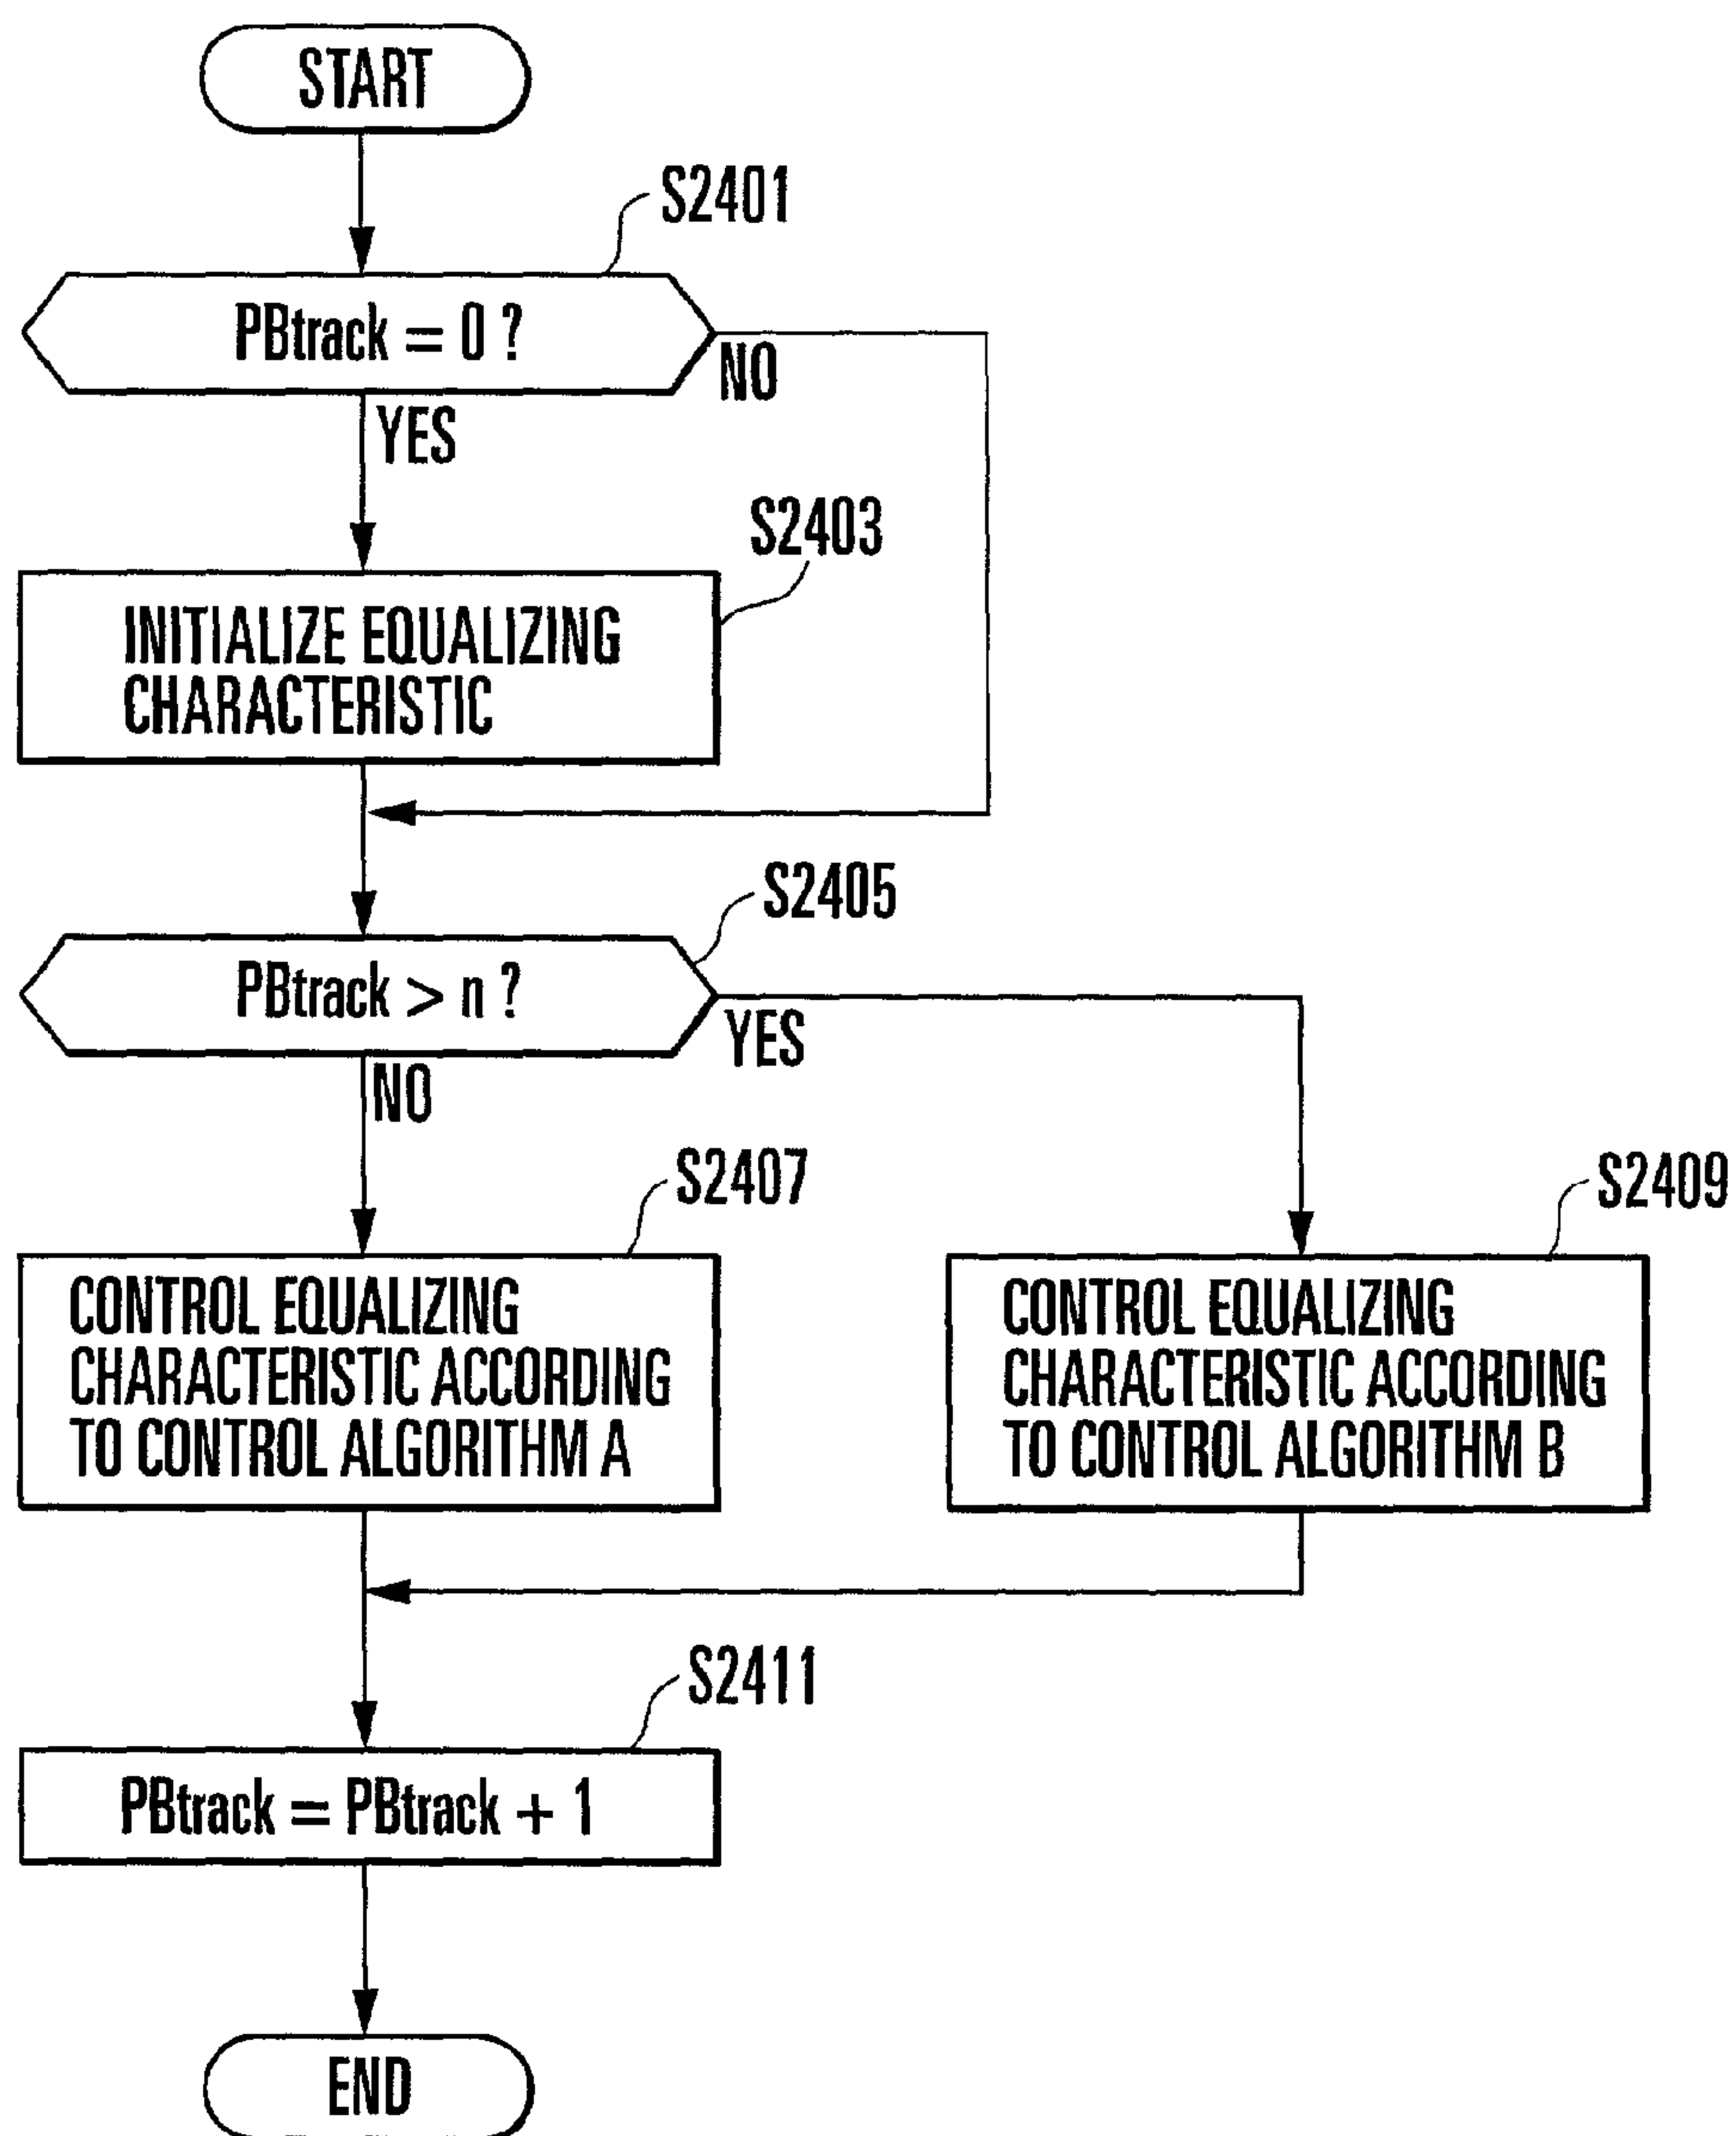 START
S2401
PBtrack = 0 ?
NO
YES
S2403
INITIALIZE EQUALIZING
CHARACTERISTIC
S2405
PBtrack > n ?
YES
NO
S2407
S2409
CONTROL EQUALIZING
CHARACTERISTIC ACCORDING
TO CONTROL ALGORITHM A
CONTROL EQUALIZING
CHARACTERISTIC ACCORDING
TO CONTROL ALGORITHM B
S2411
PBtrack = PBtrack + 1
END